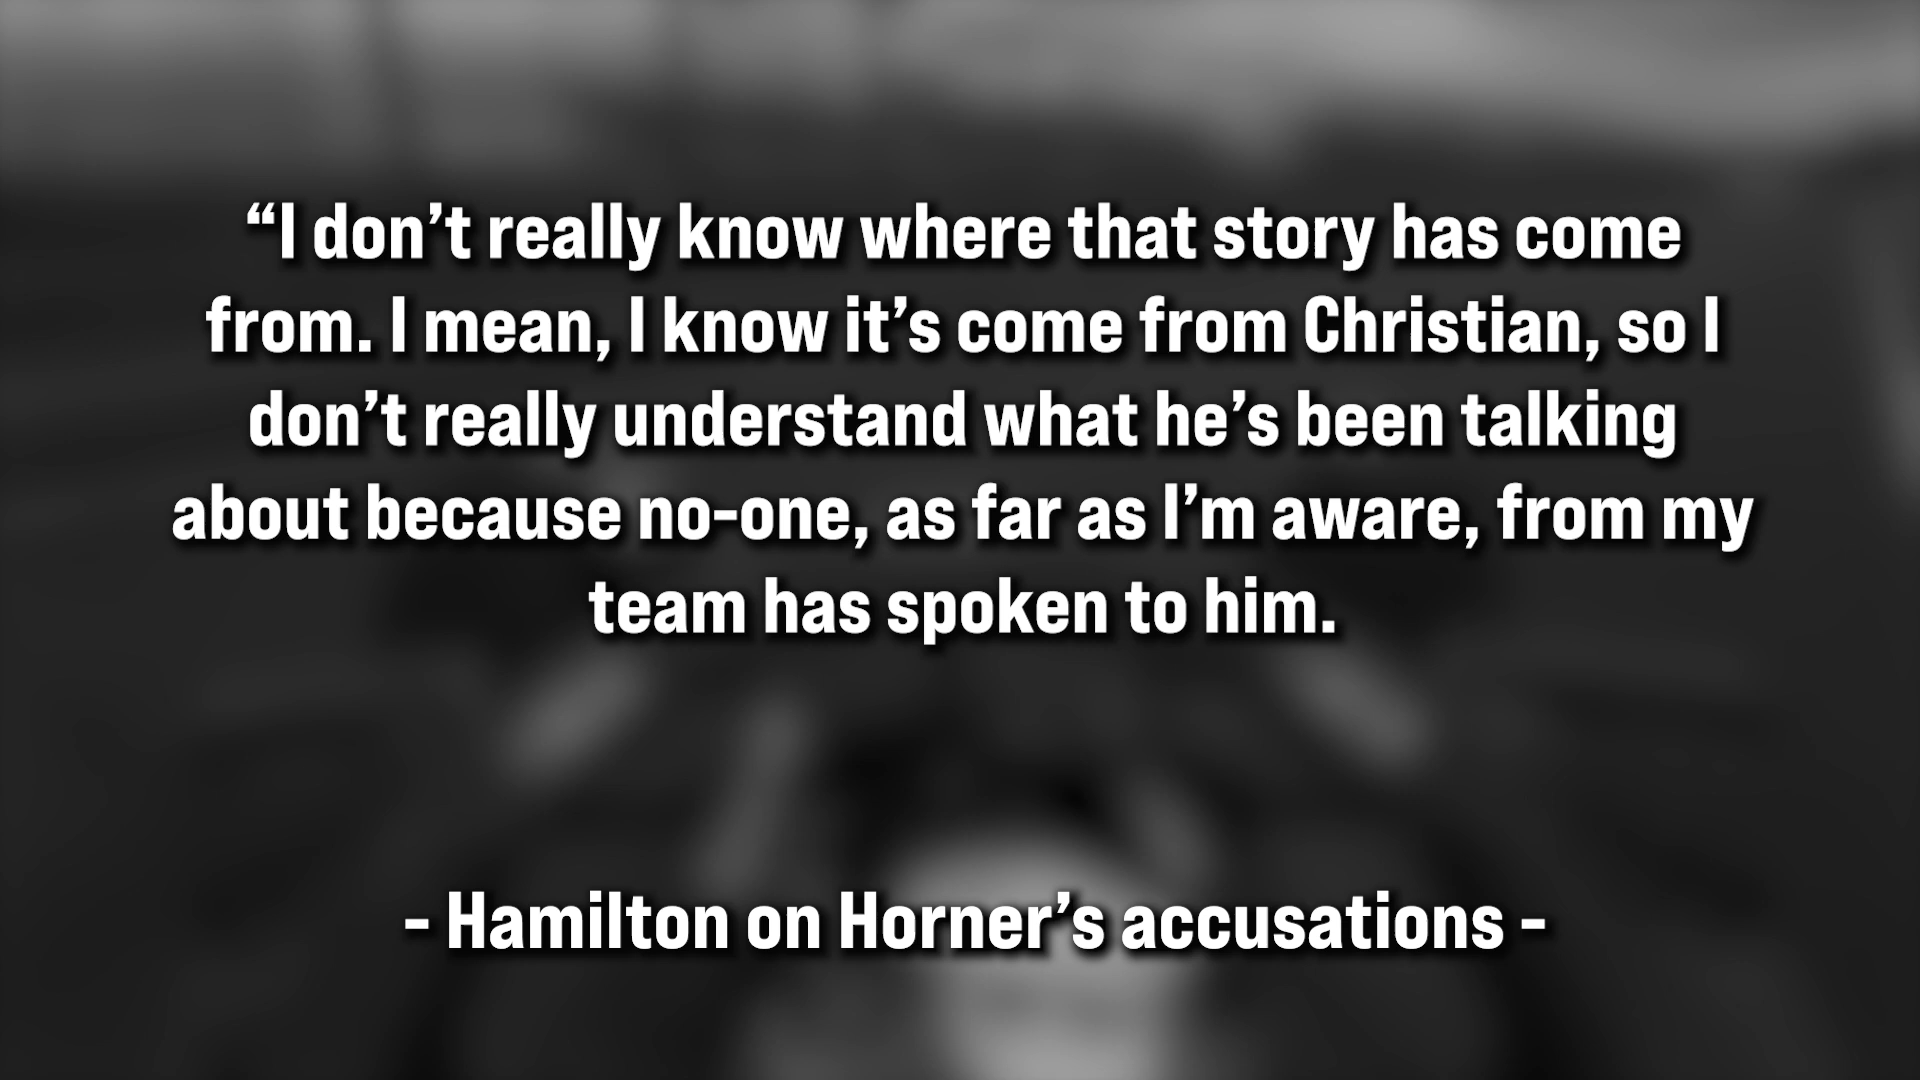 “I don’t really know where that story has come
from. I mean, I know it’s come from Christian, so I
don’t really understand what he’s been talking
about because no-one, as far as I’m aware, from my
team has spoken to him.
- Hamilton on Horner’s accusations -